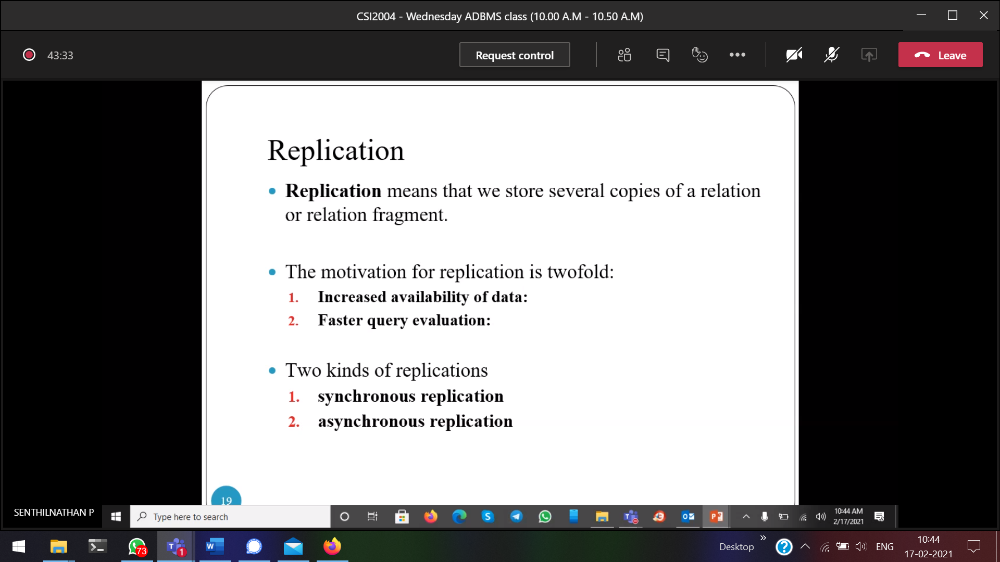 CSI2004 - Wednesday ADBMS class (10.00 A.M - 10.50 A.M)
43:33
Request control
Leave
Replication
• Replication means that we store several copies of a relation
or relation fragment.
• The motivation for replication is twofold:
1. Increased availability of data:
2. Faster query evaluation:
• Two kinds of replications
1. synchronous replication
2. asynchronous replication
19
SENTHILNATHAN P
Type here to search
10:44 AM
2/17/2021
73
1
Desktop
ENG
10:44
17-02-2021